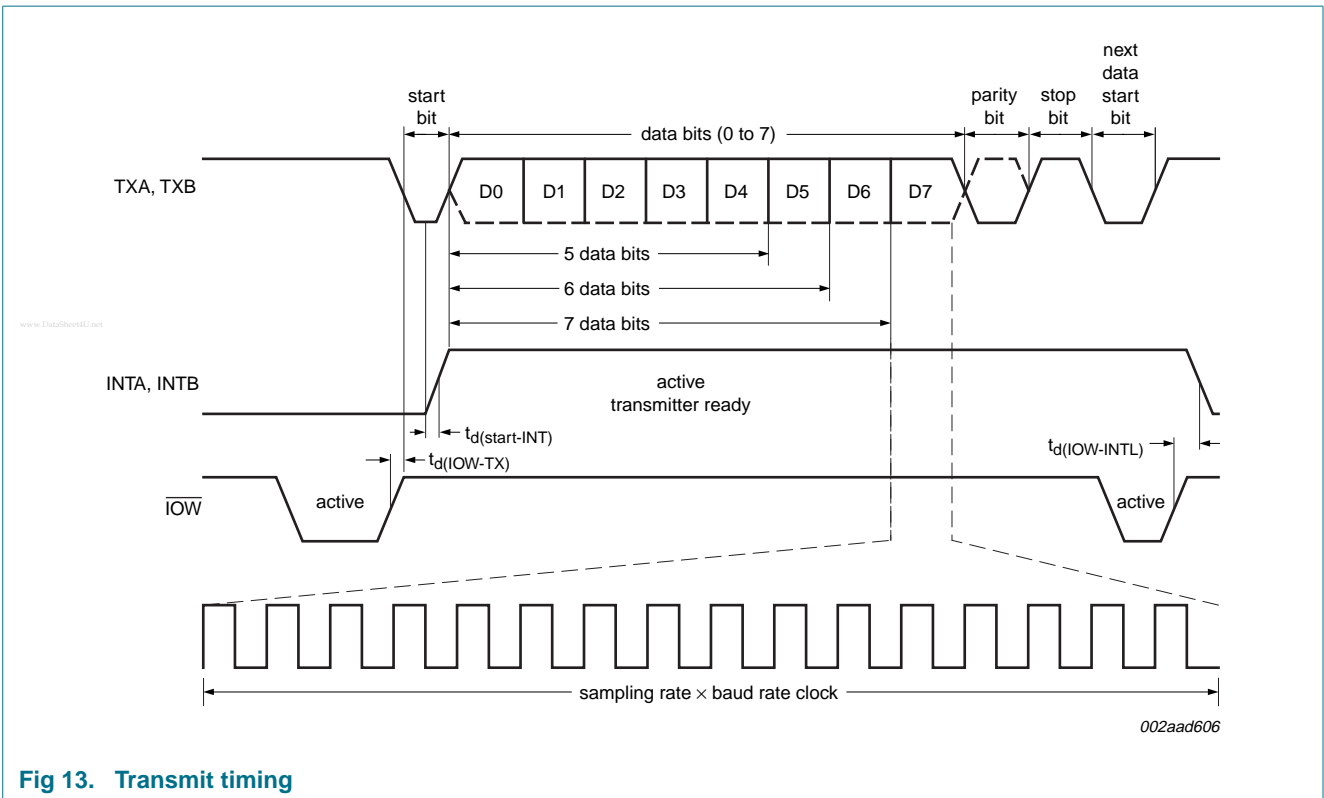 next
data
start
bit
start
bit
parity
bit
stop
bit
data bits (0 to 7)
TXA, TXB
D0 D1 D2 D3 D4 D5 D6 D7
5 data bits
6 data bits
www.DataSheet4U.net
7 data bits
INTA, INTB
active
transmitter ready
td(start-INT)
td(IOW-TX)
td(IOW-INTL)
IOW
active
active
sampling rate × baud rate clock
002aad606
Fig 13. Transmit timing